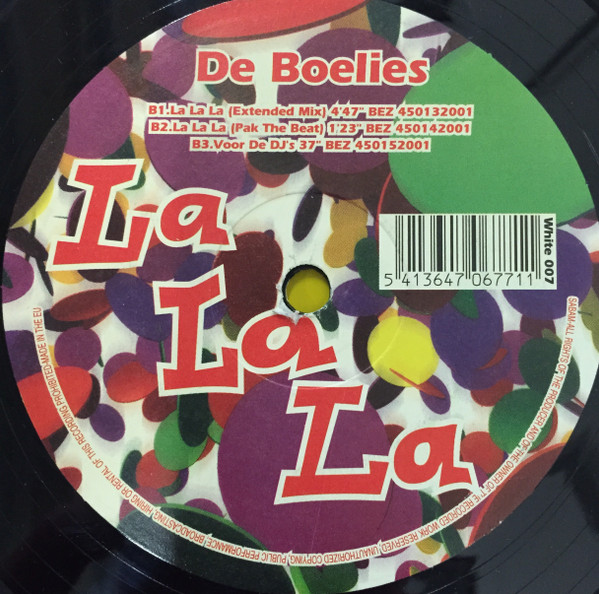 De Boelies
B1.La La La (Extended Mix) 4'47" BEZ 450132001
B2.La La La (Pak The Beat) 1'23" BEZ 450142001
B3.Voor De DJ's 37" BEZ 450152001
La
La
La
White 007
5 413647 067711
SABAM-ALL RIGHTS OF THE PRODUCER AND OF THE OWNER OF THE RECORDED WORK RESERVED. UNAUTHORIZED COPYING, PUBLIC PERFORMANCE, BROADCASTING, HIRING OR RENTAL OF THIS RECORDING PROHIBITED-MADE IN THE EU